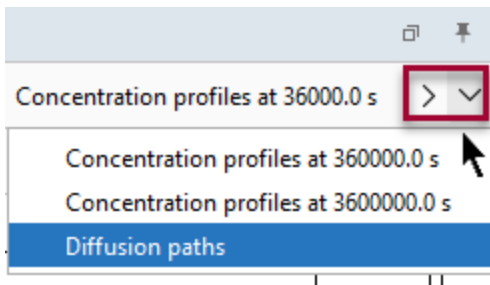 Concentration profiles at 36000.0 s
Concentration profiles at 360000.0 s
Concentration profiles at 3600000.0 s
Diffusion paths